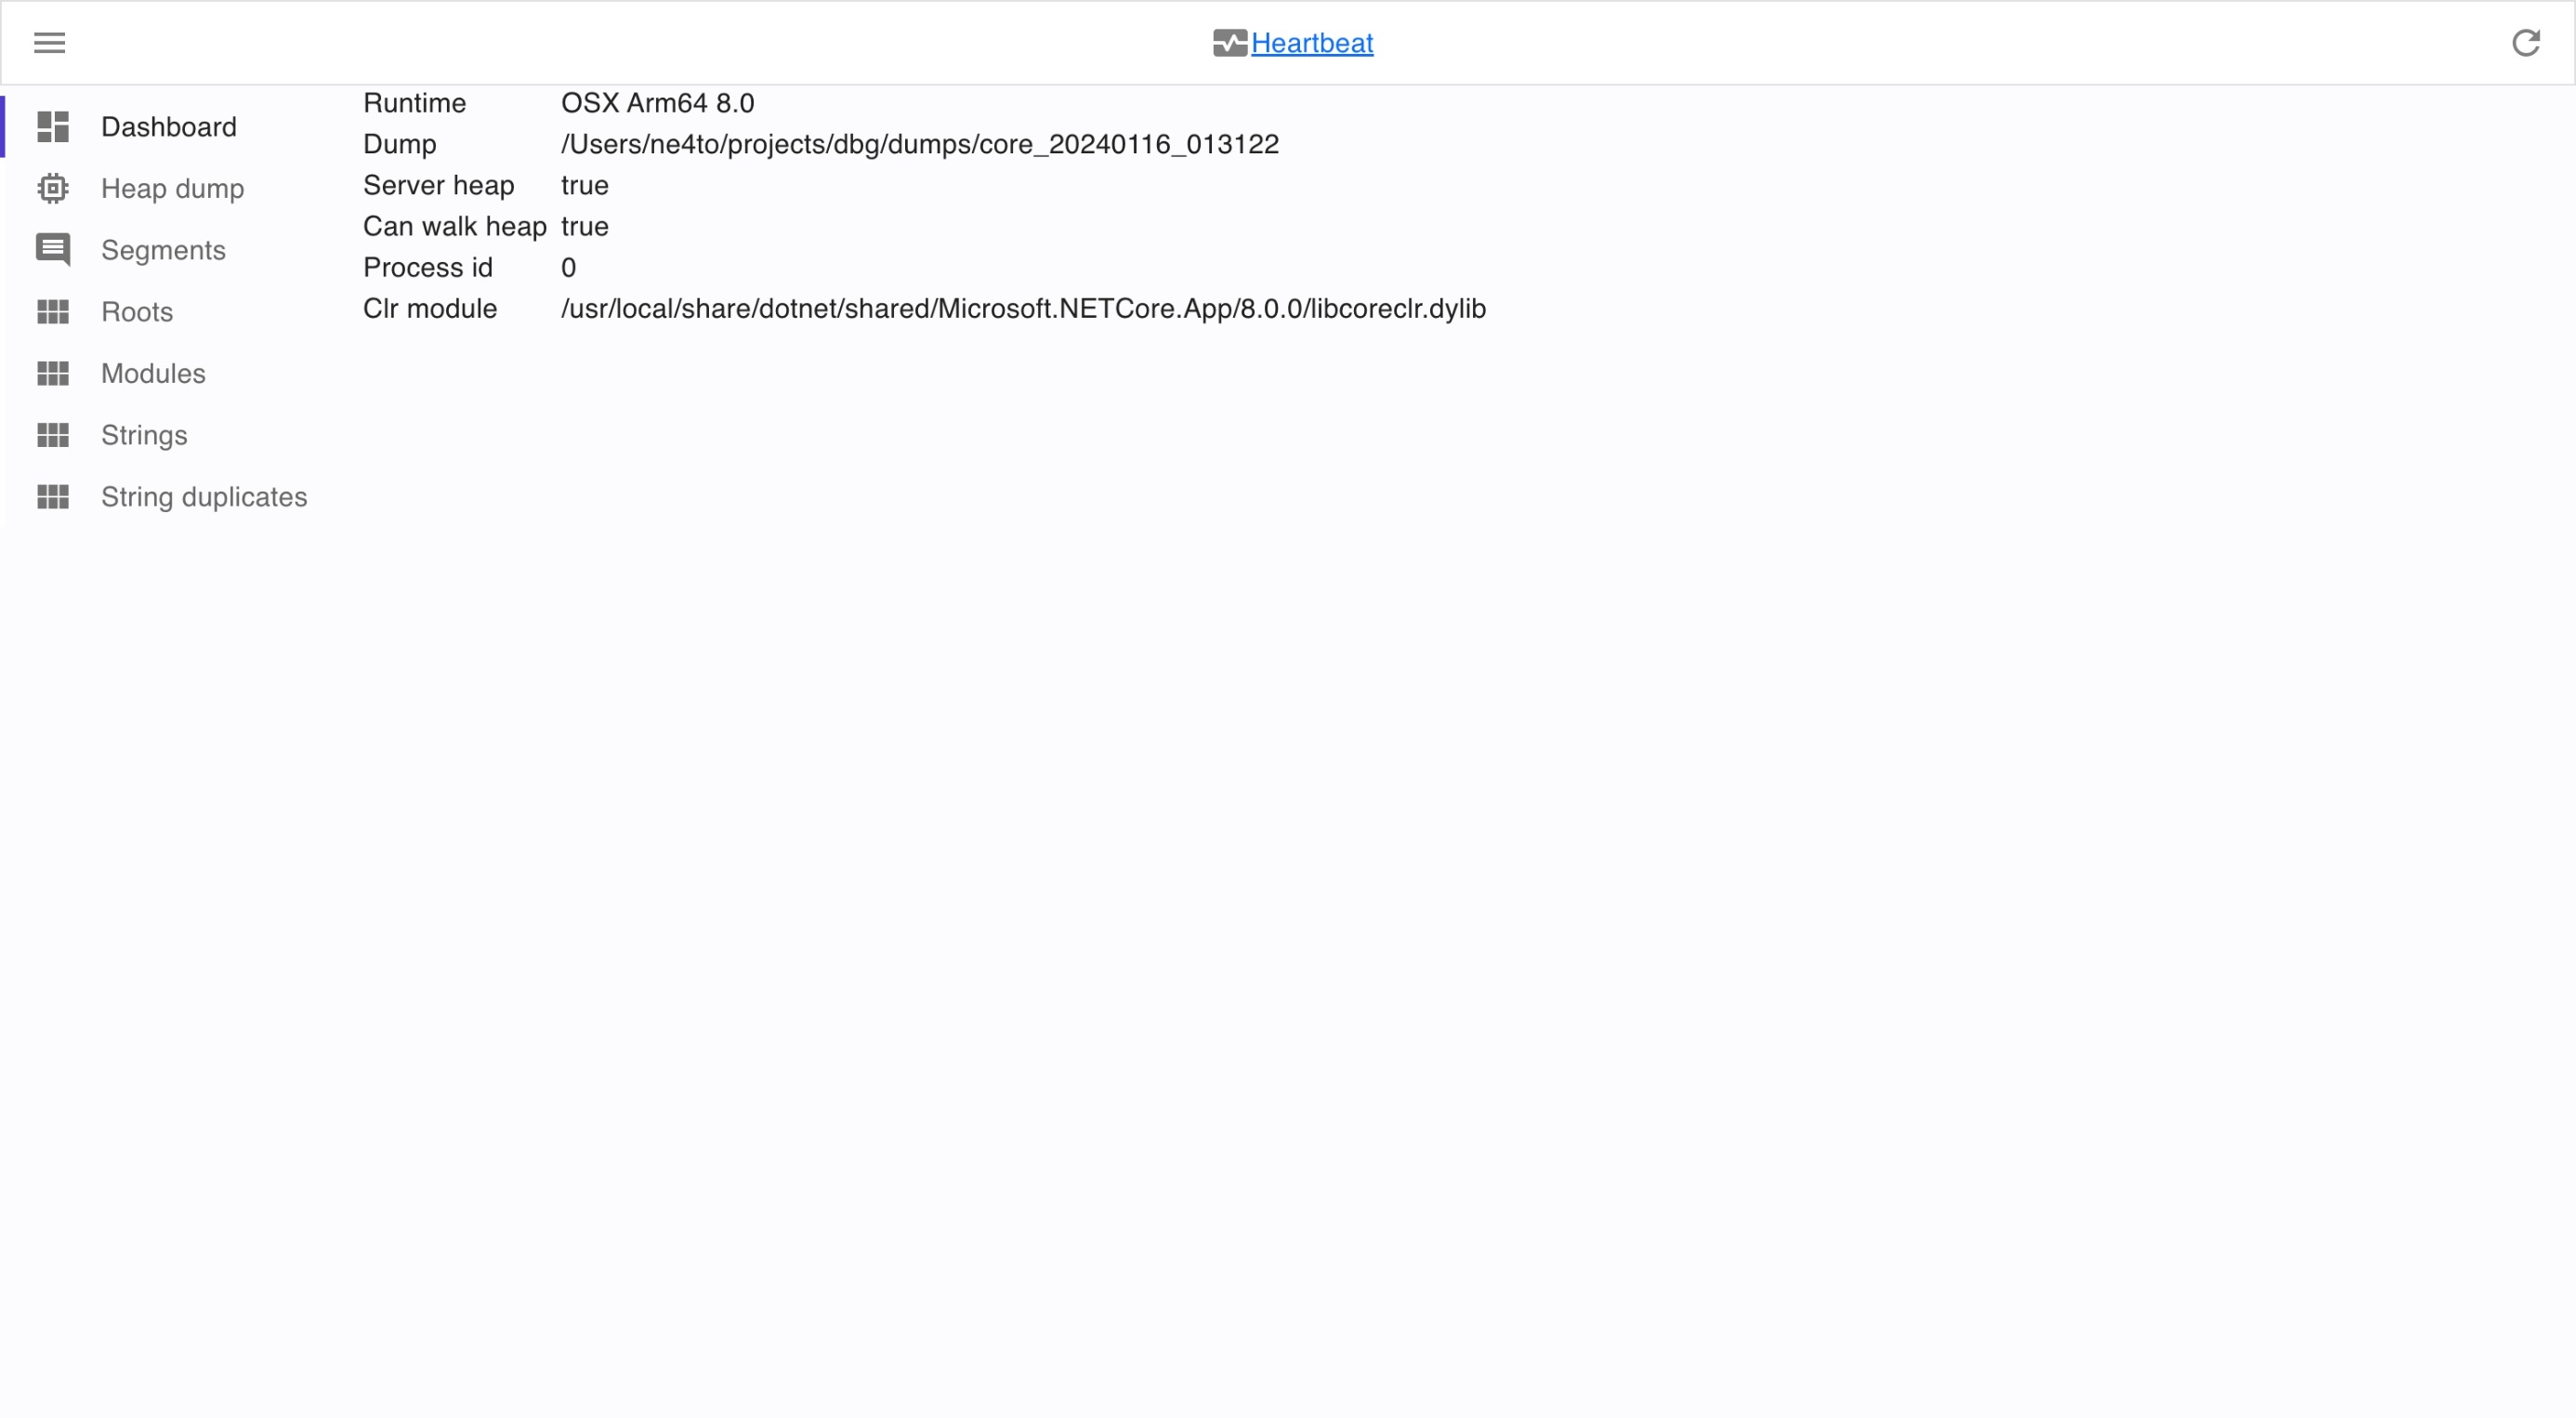 Heartbeat
Dashboard
Heap dump
Segments
Roots
Modules
Strings
String duplicates
Runtime OSX Arm64 8.0
Dump /Users/ne4to/projects/dbg/dumps/core_20240116_013122
Server heap true
Can walk heap true
Process id 0
Clr module /usr/local/share/dotnet/shared/Microsoft.NETCore.App/8.0.0/libcoreclr.dylib